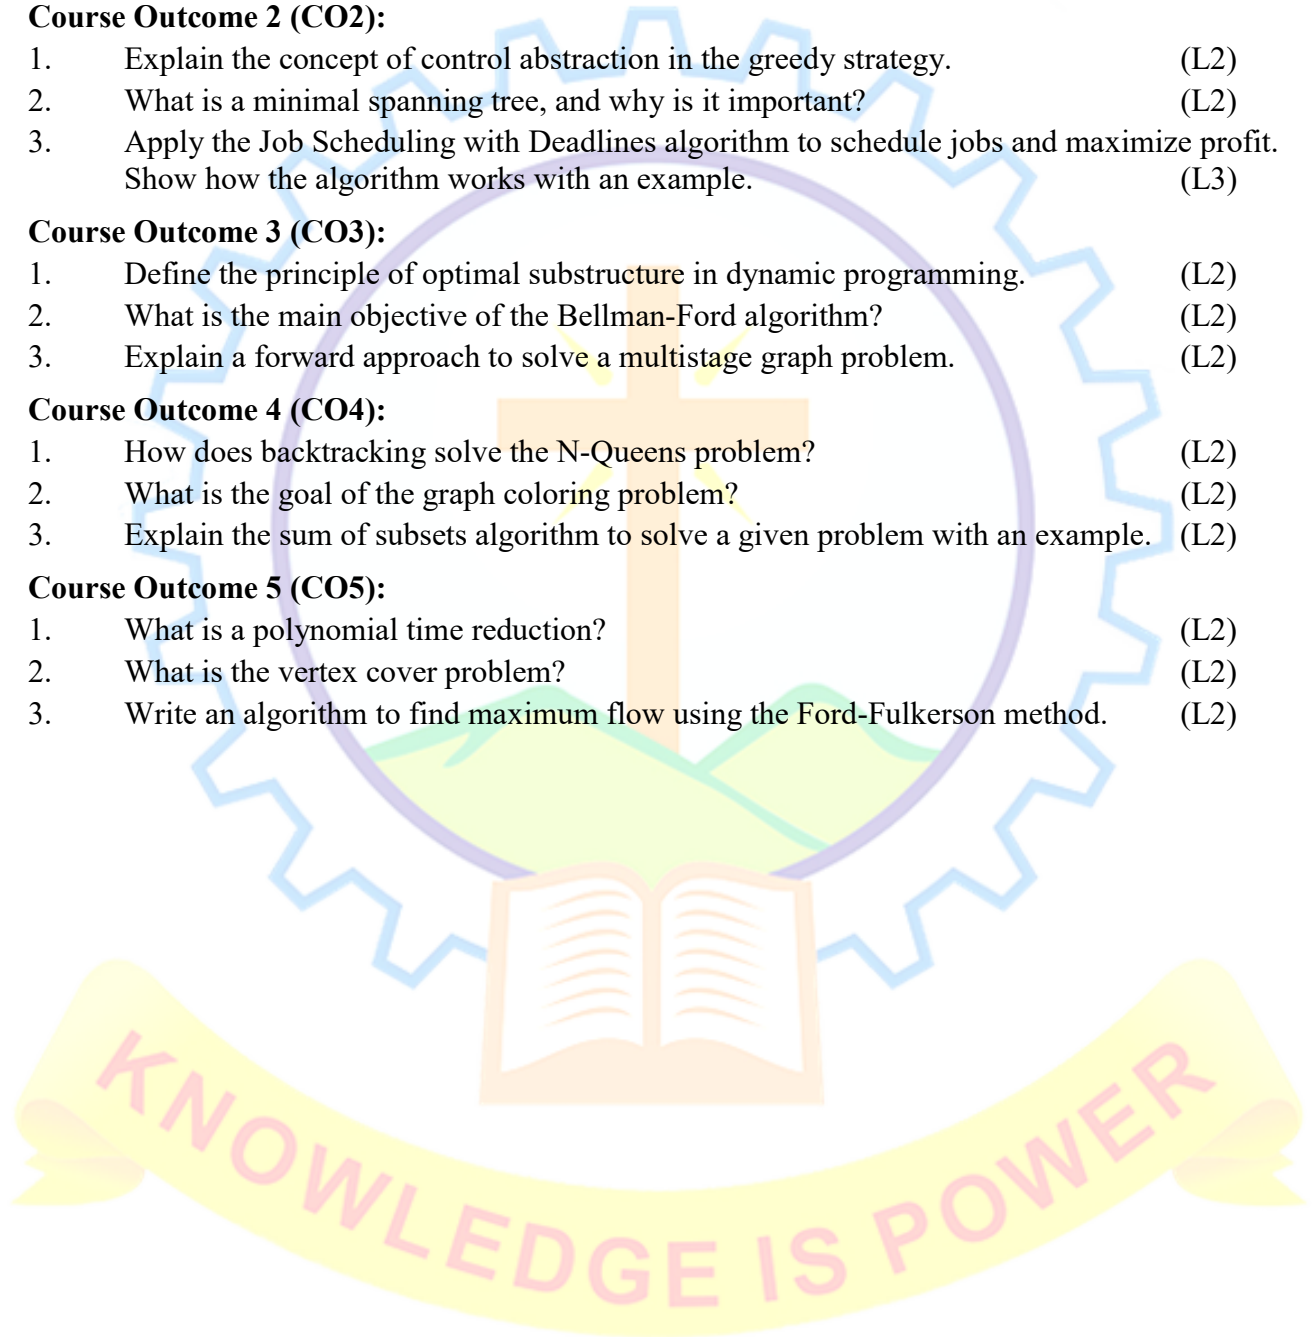 Course Outcome 2 (CO2):
1. Explain the concept of control abstraction in the greedy strategy. (L2)
2. What is a minimal spanning tree, and why is it important? (L2)
3. Apply the Job Scheduling with Deadlines algorithm to schedule jobs and maximize profit.
Show how the algorithm works with an example. (L3)
Course Outcome 3 (CO3):
1. Define the principle of optimal substructure in dynamic programming. (L2)
2. What is the main objective of the Bellman-Ford algorithm? (L2)
3. Explain a forward approach to solve a multistage graph problem. (L2)
Course Outcome 4 (CO4):
1. How does backtracking solve the N-Queens problem? (L2)
2. What is the goal of the graph coloring problem? (L2)
3. Explain the sum of subsets algorithm to solve a given problem with an example. (L2)
Course Outcome 5 (CO5):
1. What is a polynomial time reduction? (L2)
2. What is the vertex cover problem? (L2)
3. Write an algorithm to find maximum flow using the Ford-Fulkerson method. (L2)
KNOWLEDGE IS POWER